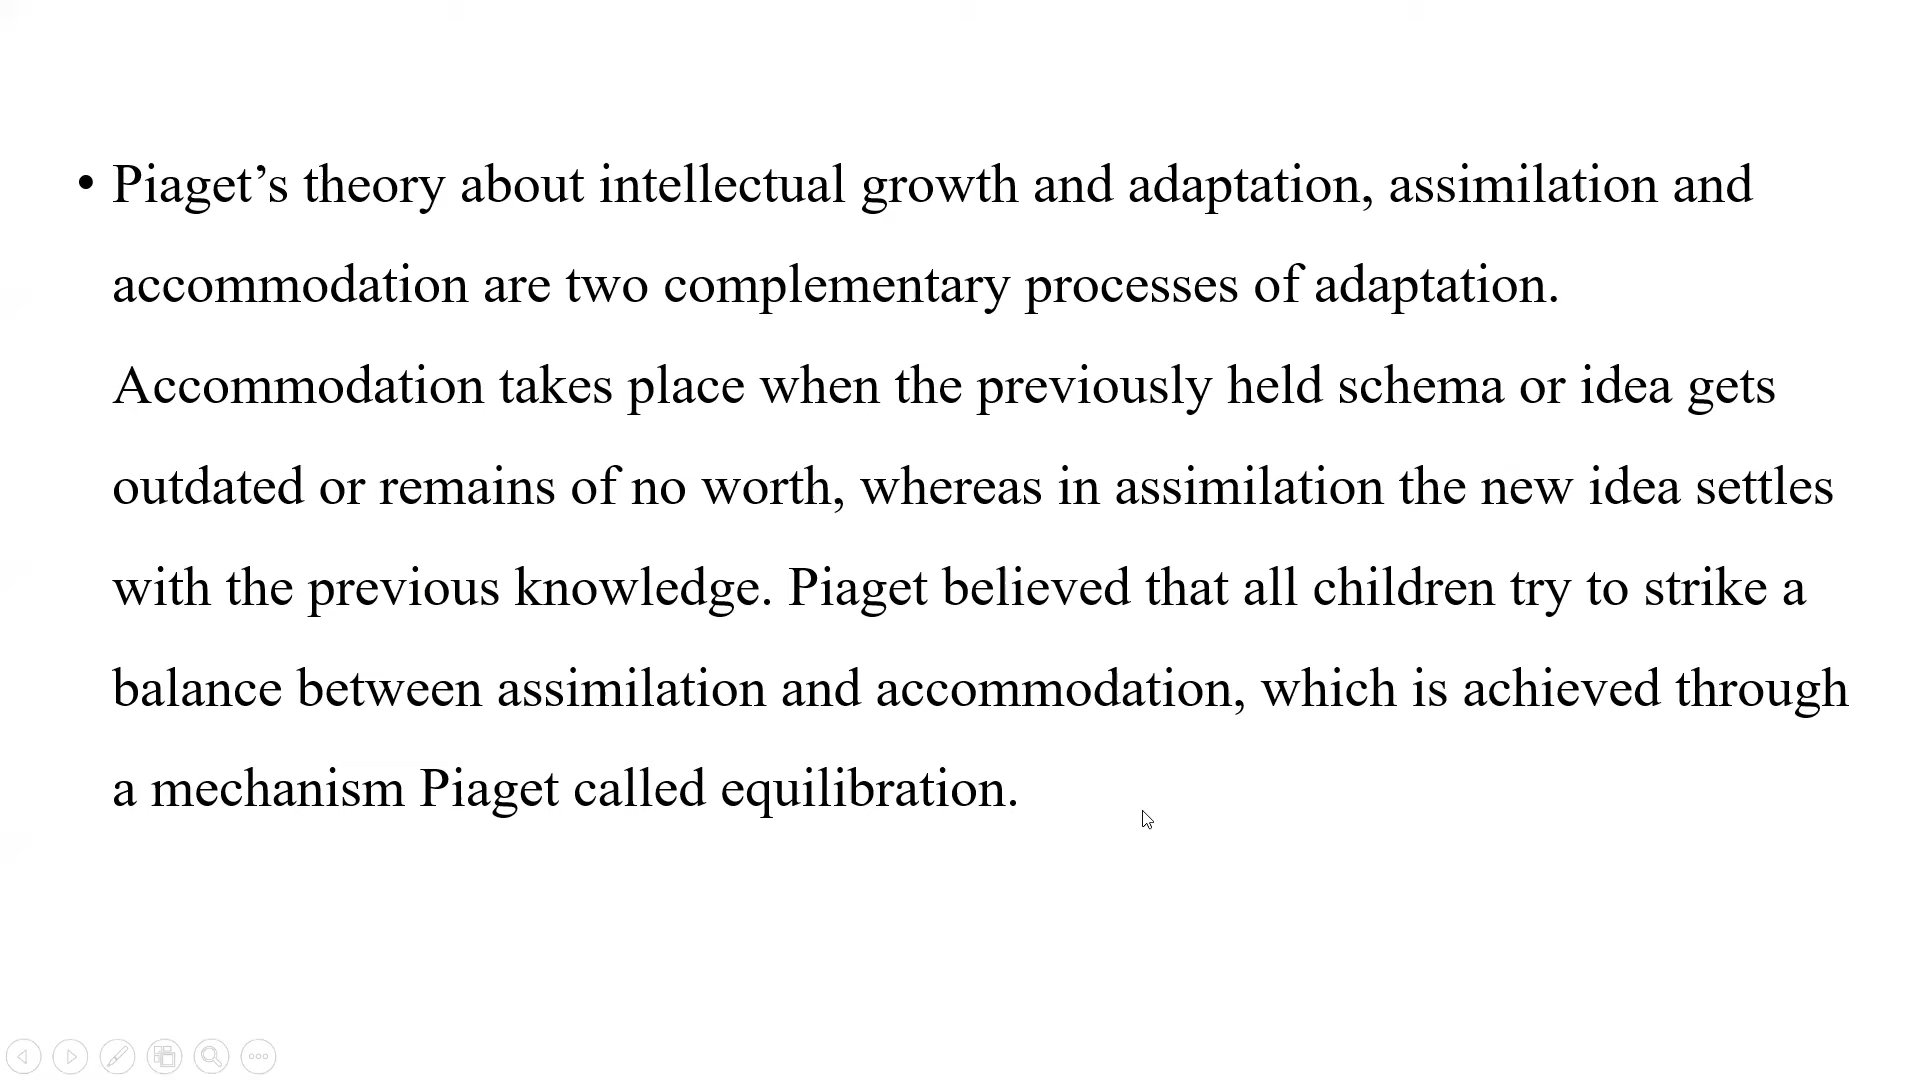 • Piaget’s theory about intellectual growth and adaptation, assimilation and
accommodation are two complementary processes of adaptation.
Accommodation takes place when the previously held schema or idea gets
outdated or remains of no worth, whereas in assimilation the new idea settles
with the previous knowledge. Piaget believed that all children try to strike a
balance between assimilation and accommodation, which is achieved through
a mechanism Piaget called equilibration.